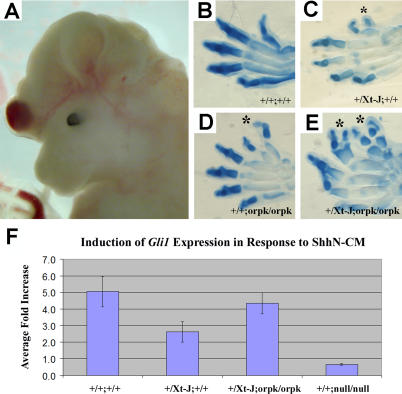 A
B
+/+;+/+
C
*
+/Xt-J;+/+
D
*
+/+;orpk/orpk
E
* *
+/Xt-J;orpk/orpk
F
Induction of Gli1 Expression in Response to ShhN-CM
Average Fold Increase
7.0
6.0
5.0
4.0
3.0
2.0
1.0
0.0
+/+;+/+ +/Xt-J;+/+ +/Xt-J;orpk/orpk +/+;null/null